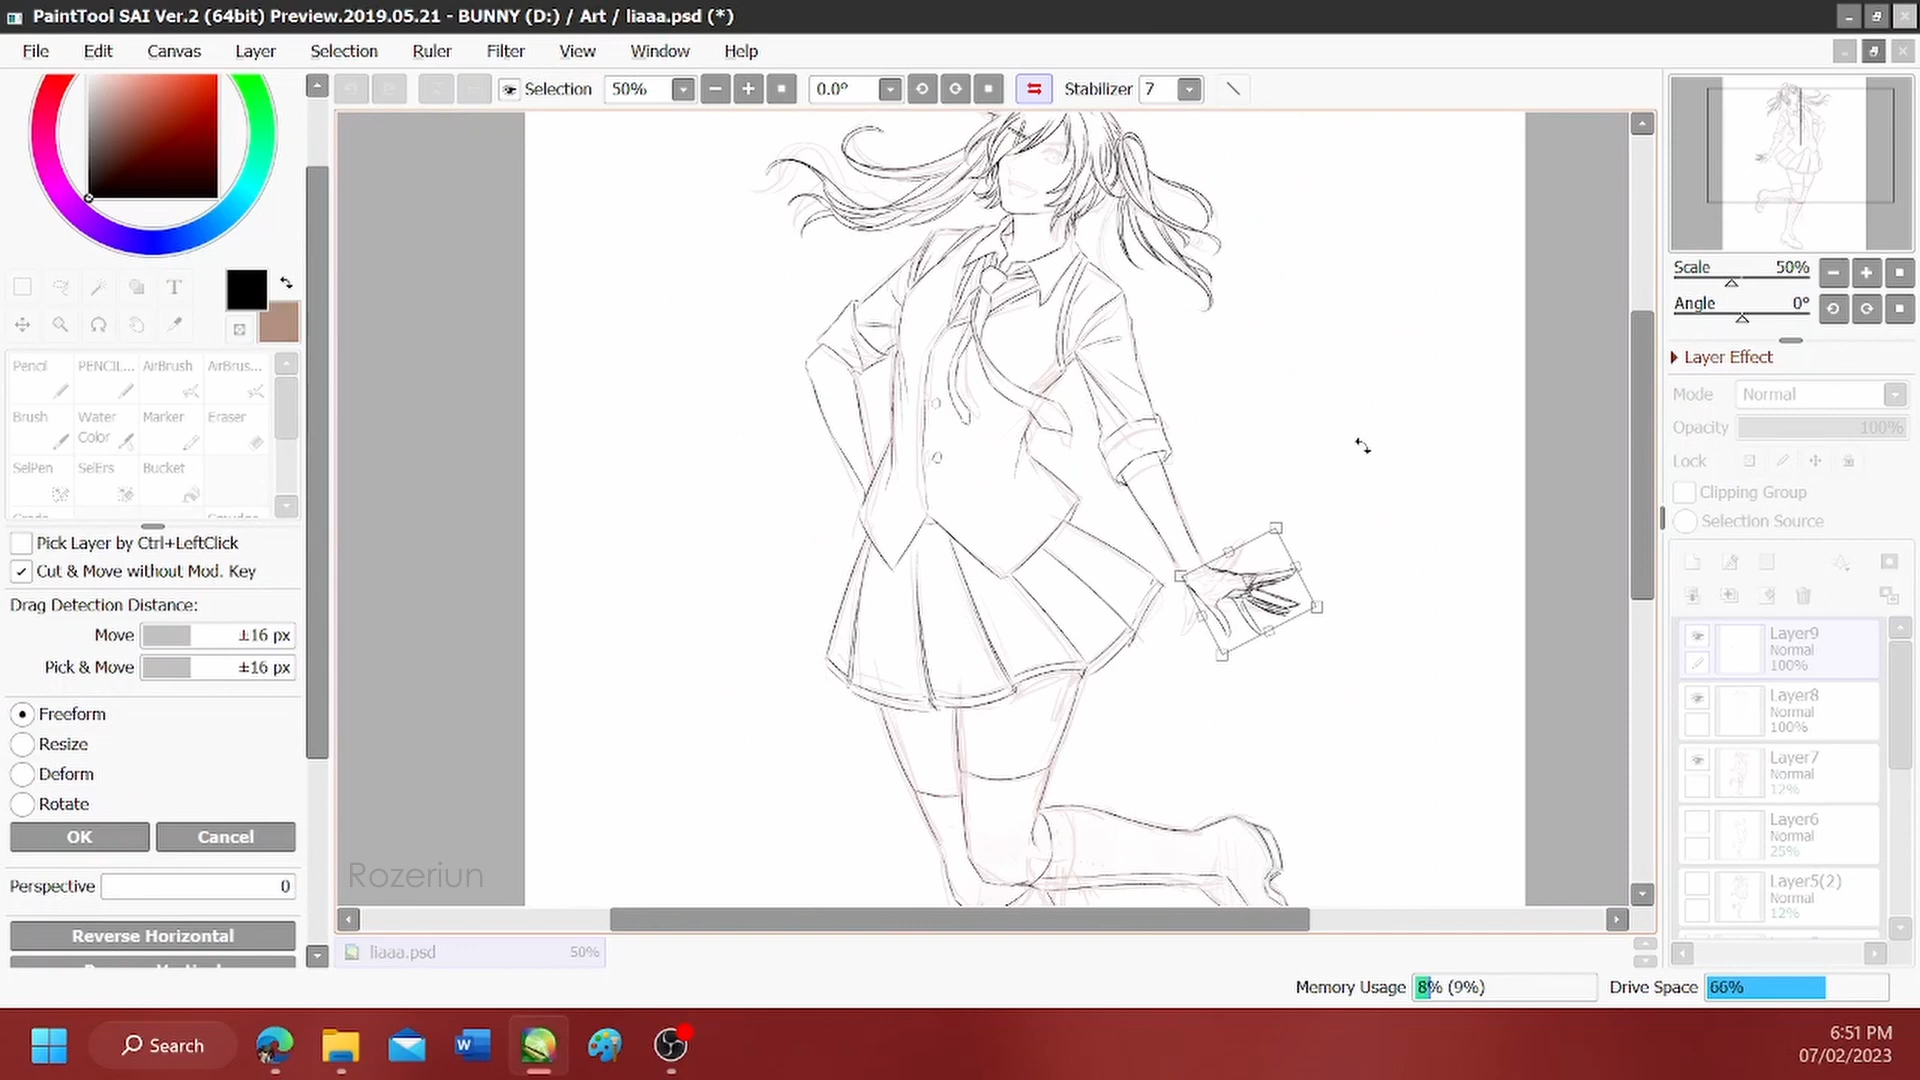 PaintTool SAI Ver.2 (64bit) Preview.2019.05.21 - BUNNY (D:) / Art / liaaa.psd (*)
File Edit Canvas Layer Selection Ruler Filter View Window Help
Selection 50% 0.0° Stabilizer 7
Scale 50%
Angle 0°
T
Layer Effect
Mode Normal
Opacity 100%
Lock
Clipping Group
Selection Source
Pencil PENCIL... AirBrush AirBrus...
Brush Water Color Marker Eraser
SelPen SelErs Bucket
Pick Layer by Ctrl+LeftClick
Cut & Move without Mod. Key
Drag Detection Distance:
Move ±16 px
Pick & Move ±16 px
Freeform
Resize
Deform
Rotate
OK Cancel
Perspective 0
Reverse Horizontal
Layer9
Normal
100%
Layer8
Normal
100%
Layer7
Normal
12%
Layer6
Normal
25%
Layer5(2)
Normal
12%
Rozeriun
liaaa.psd 50%
Memory Usage 8% (9%) Drive Space 66%
Search
W
6:51 PM
07/02/2023